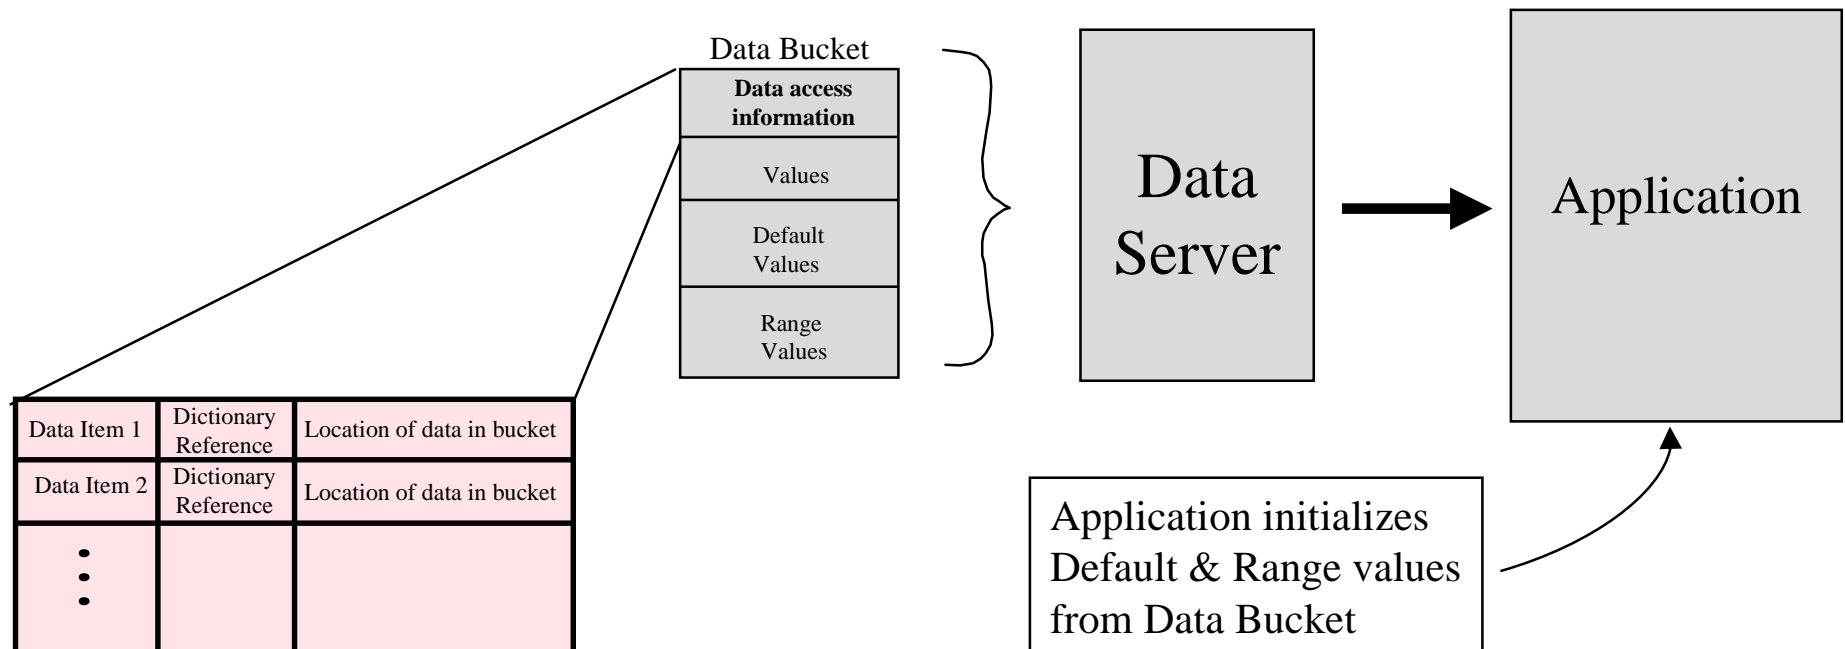 Data Bucket
Data access
information
Values
Default
Values
Range
Values
Data
Server
Application
Data Item 1
Dictionary
Reference
Location of data in bucket
Data Item 2
Dictionary
Reference
Location of data in bucket
Application initializes
Default & Range values
from Data Bucket